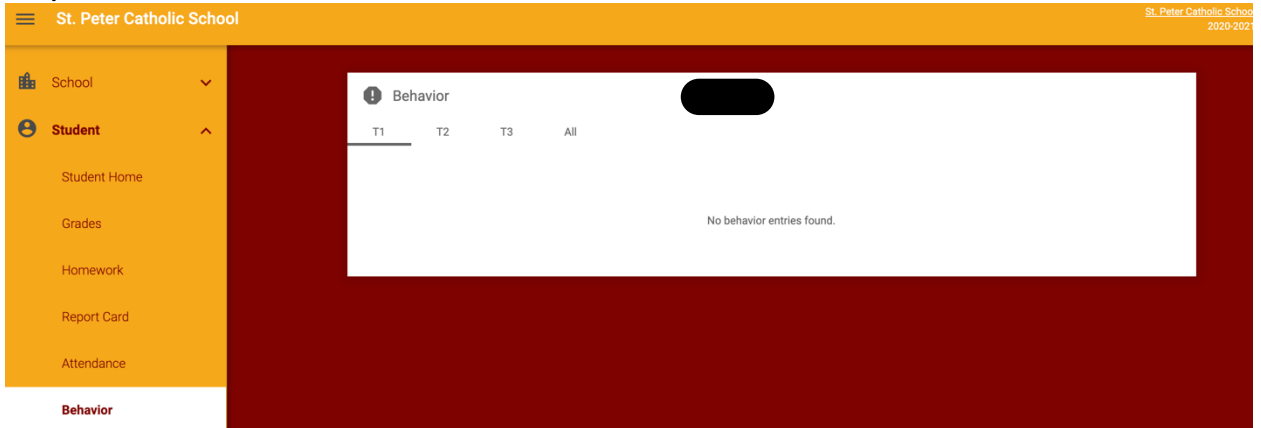 St. Peter Catholic School
St. Peter Catholic Schoo
2020-2021
School
Student
Student Home
Grades
Homework
Report Card
Attendance
Behavior
Behavior
T1 T2 T3 All
No behavior entries found.